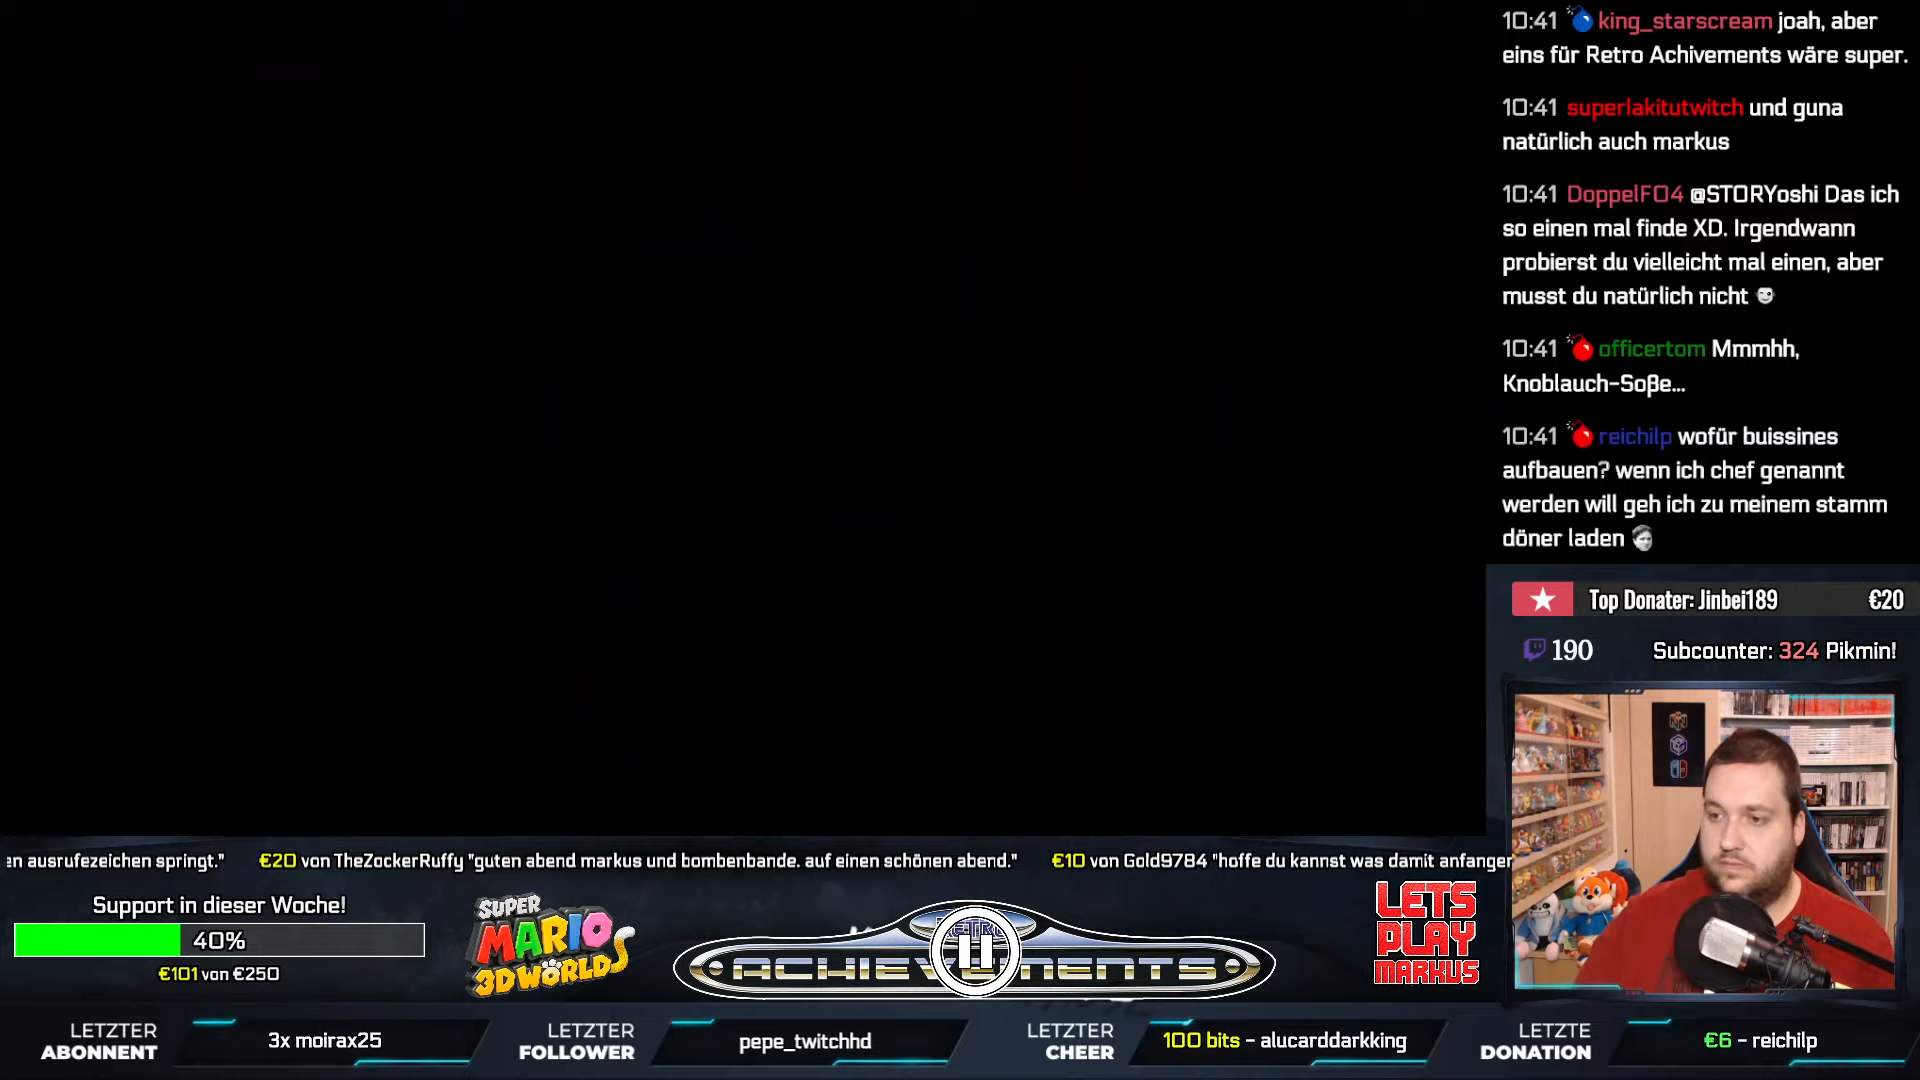 10:41 king_starscream joah, aber
eins für Retro Achivements wäre super.
10:41 superlakitutwitch und guna
natürlich auch markus
10:41 DoppelF04 @STORYoshi Das ich
so einen mal finde XD. Irgendwann
probierst du vielleicht mal einen, aber
musst du natürlich nicht
10:41 officertom Mmmhh,
Knoblauch-Soße...
10:41 reichilp wofür buissines
aufbauen? wenn ich chef genannt
werden will geh ich zu meinem stamm
döner laden
Top Donater: Jinbei189 €20
190 Subcounter: 324 Pikmin!
en ausrufezeichen springt." €20 von TheZockerRuffy "guten abend markus und bombenbande. auf einen schönen abend." €10 von Gold9784 "hoffe du kannst was damit anfangen
Support in dieser Woche!
40%
€101 von €250
SUPER
MARIO
3DWORLDS
RETRO
ACHIEVEMENTS
LETS
PLAY
MARKUS
LETZTER
ABONNENT
3x moirax25
LETZTER
FOLLOWER
pepe_twitchhd
LETZTER
CHEER
100 bits - alucarddarkking
LETZTE
DONATION
€6 - reichilp